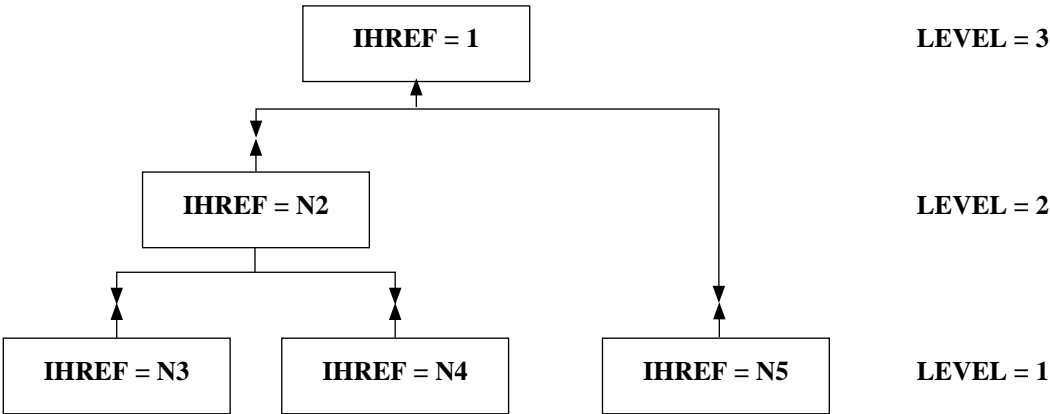 IHREF = 1 LEVEL = 3
IHREF = N2 LEVEL = 2
IHREF = N3 IHREF = N4 IHREF = N5 LEVEL = 1